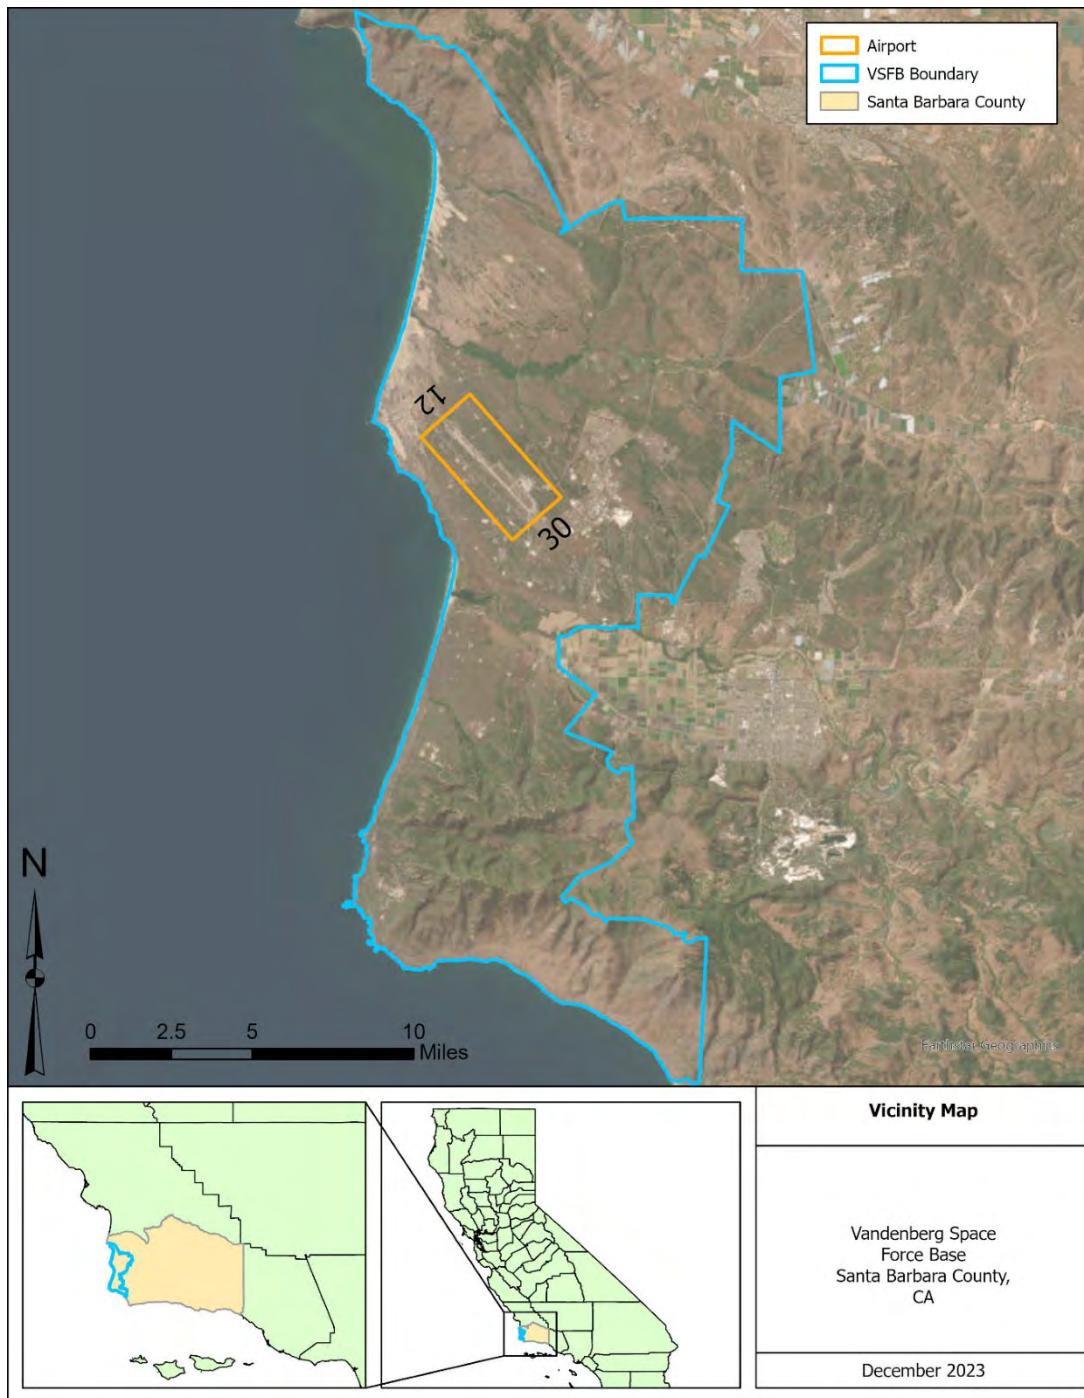 Airport
VSFB Boundary
Santa Barbara County
12
30
N
0 2.5 5 10
Miles
Earthstar Geographics
Vicinity Map
Vandenberg Space
Force Base
Santa Barbara County,
CA
December 2023